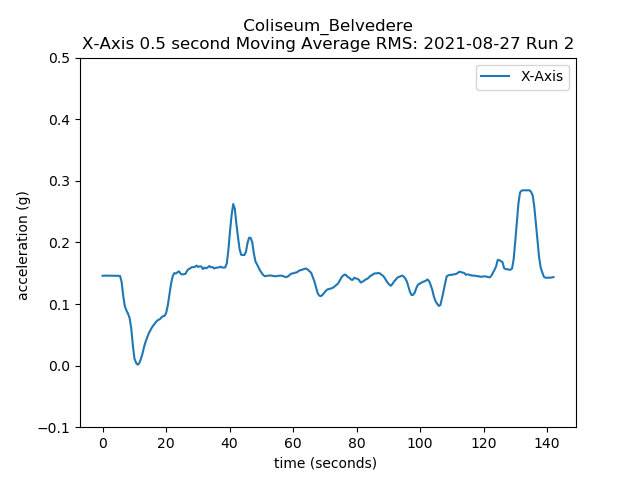 Coliseum_Belvedere
X-Axis 0.5 second Moving Average RMS: 2021-08-27 Run 2
X-Axis
acceleration (g)
0.5
0.4
0.3
0.2
0.1
0.0
−0.1
0 20 40 60 80 100 120 140
time (seconds)